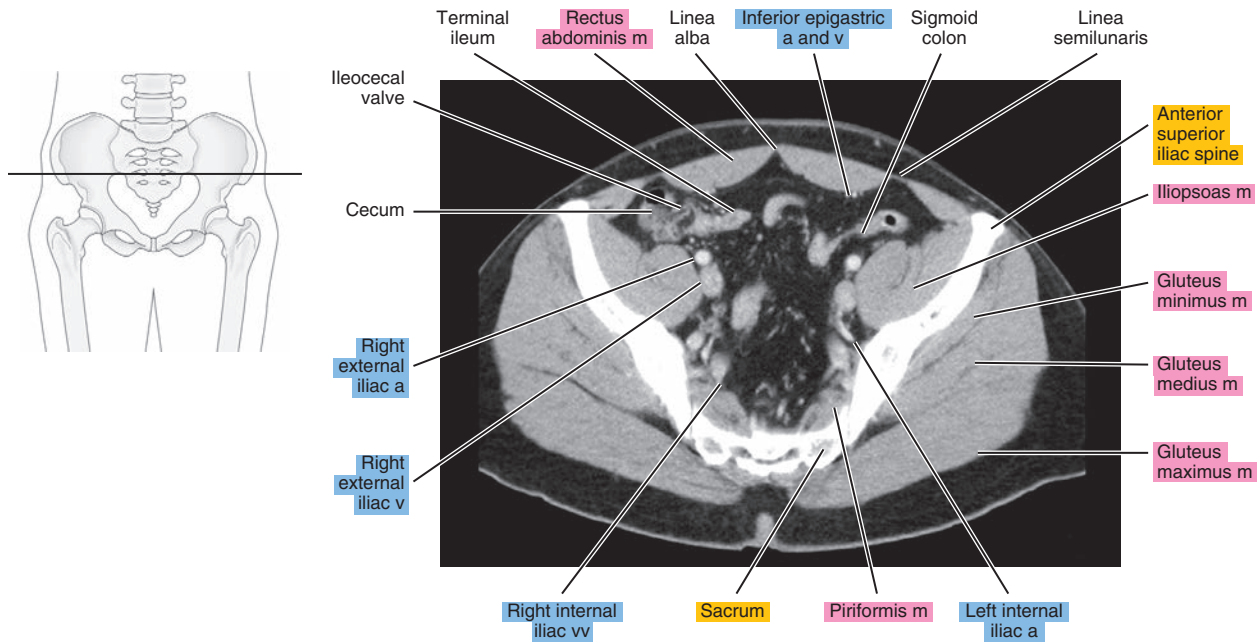 Terminal
ileum
Rectus
abdominis m
Linea
alba
Inferior epigastric
a and v
Sigmoid
colon
Linea
semilunaris
Ileocecal
valve
Anterior
superior
iliac spine
Iliopsoas m
Cecum
Gluteus
minimus m
Right
external
iliac a
Gluteus
medius m
Right
external
iliac v
Gluteus
maximus m
Right internal
iliac vv
Sacrum
Piriformis m
Left internal
iliac a